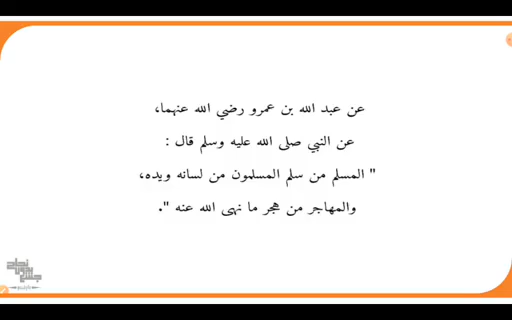 عن عبد الله بن عمرو رضي الله عنهما،
عن النبي صلى الله عليه وسلم قال :
" المسلم من سلم المسلمون من لسانه ويده،
والمهاجر من هجر ما نهى الله عنه ".